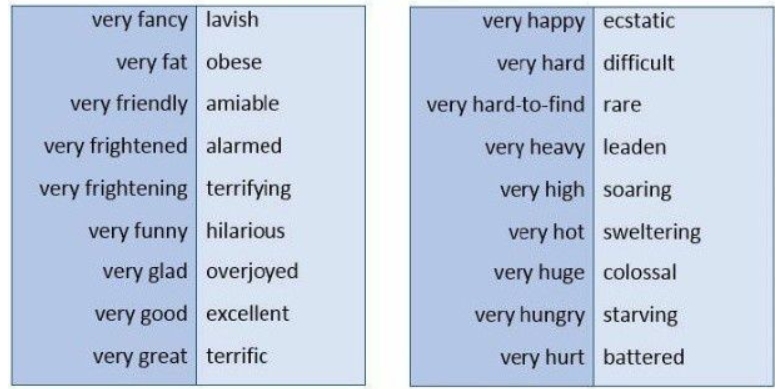 very fancy lavish
very fat obese
very friendly amiable
very frightened alarmed
very frightening terrifying
very funny hilarious
very glad overjoyed
very good excellent
very great terrific
very happy ecstatic
very hard difficult
very hard-to-find rare
very heavy leaden
very high soaring
very hot sweltering
very huge colossal
very hungry starving
very hurt battered